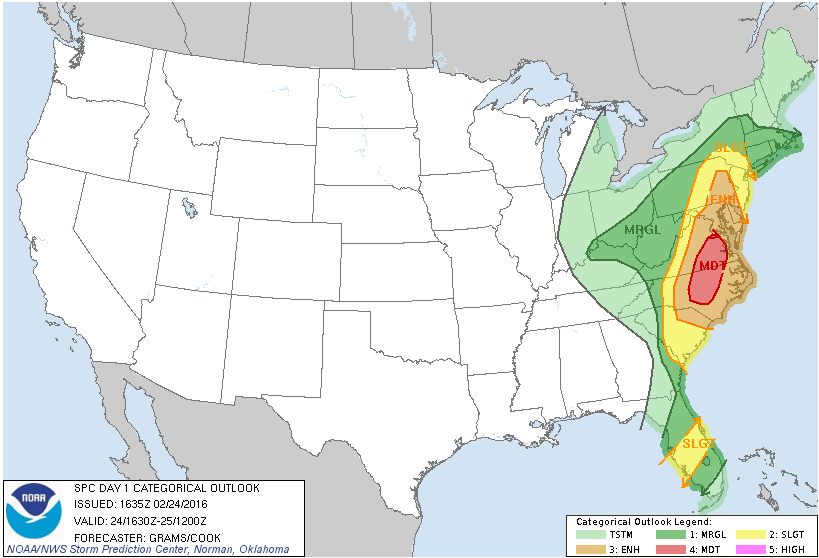 SLGT
ENH
MRGL
MDT
SLGT
NOAA
SPC DAY 1 CATEGORICAL OUTLOOK
ISSUED: 1635Z 02/24/2016
VALID: 24/1630Z-25/1200Z
FORECASTER: GRAMS/COOK
NOAA/NWS Storm Prediction Center, Norman, Oklahoma
Categorical Outlook Legend:
TSTM 1: MRGL 2: SLGT
3: ENH 4: MDT 5: HIGH